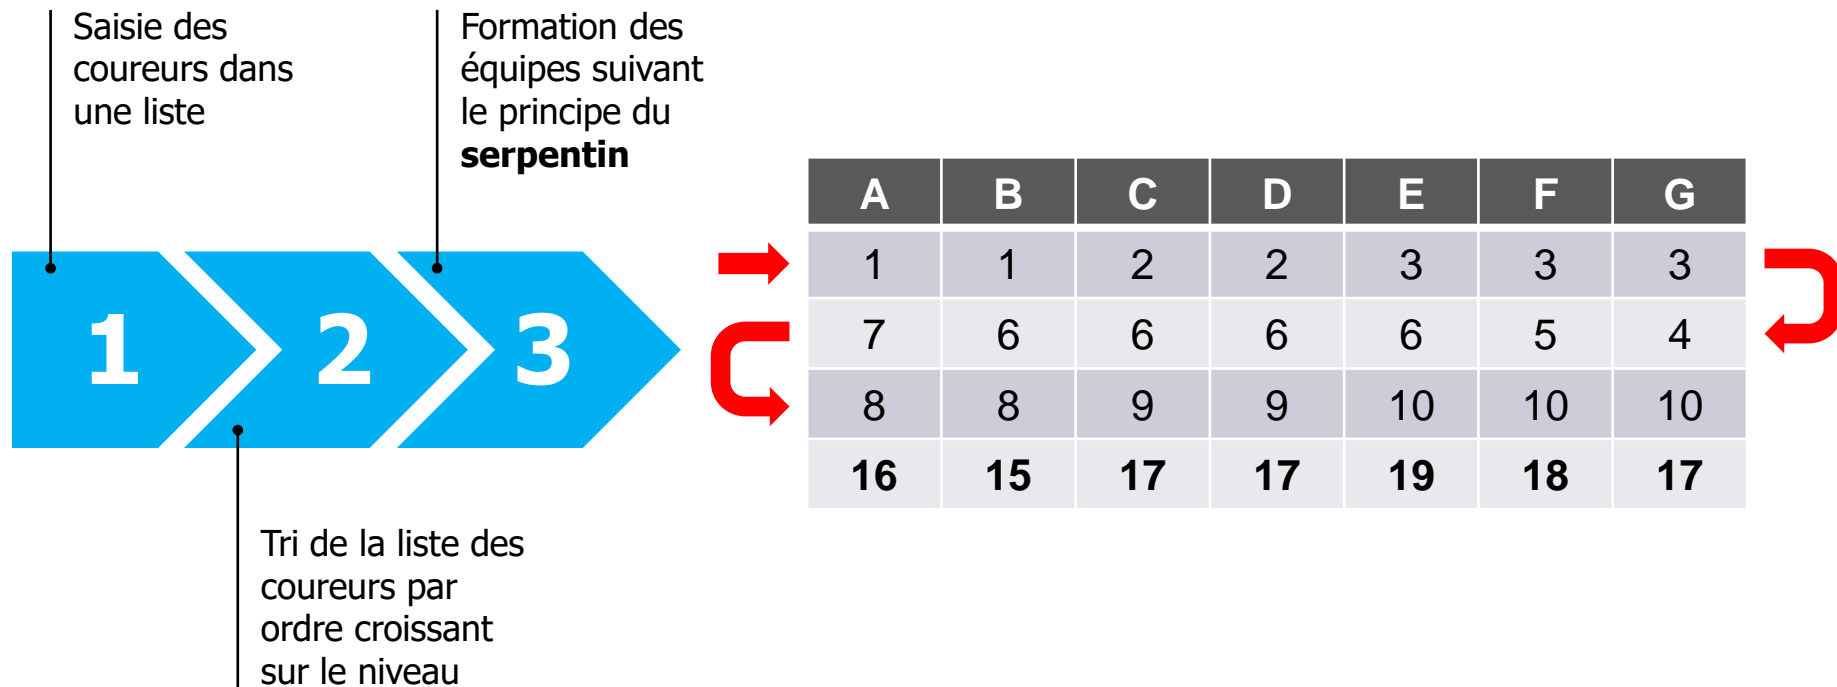 Saisie des
coureurs dans
une liste
Formation des
équipes suivant
le principe du
serpentin
1 2 3
Tri de la liste des
coureurs par
ordre croissant
sur le niveau
A B C D E F G
1 1 2 2 3 3 3
7 6 6 6 6 5 4
8 8 9 9 10 10 10
16 15 17 17 19 18 17